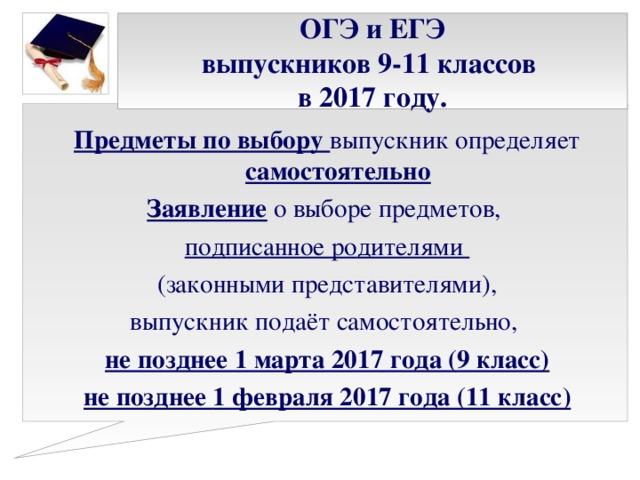 ОГЭ и ЕГЭ
выпускников 9-11 классов
в 2017 году.
Предметы по выбору выпускник определяет
самостоятельно
Заявление о выборе предметов,
подписанное родителями
(законными представителями),
выпускник подаёт самостоятельно,
не позднее 1 марта 2017 года (9 класс)
не позднее 1 февраля 2017 года (11 класс)